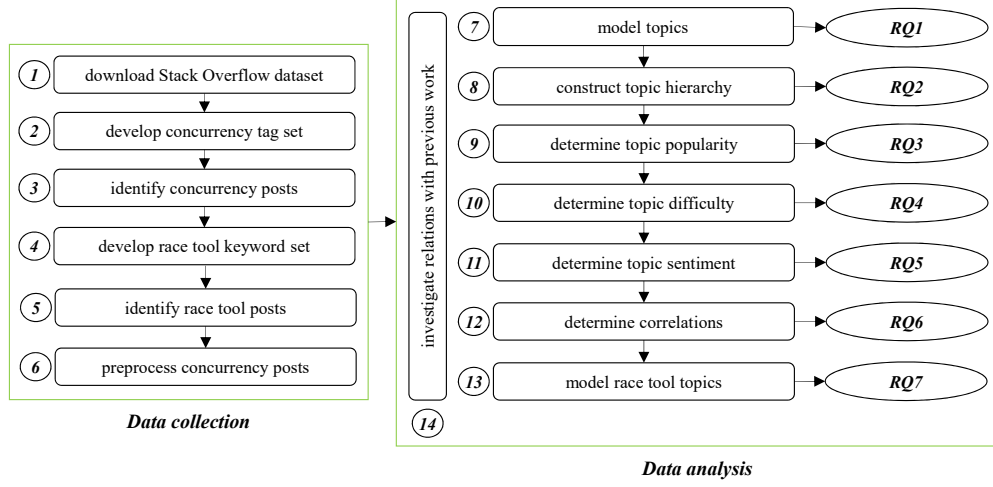 1
download Stack Overflow dataset
2
develop concurrency tag set
3
identify concurrency posts
4
develop race tool keyword set
5
identify race tool posts
6
preprocess concurrency posts
Data collection
investigate relations with previous work
14
7
model topics
RQ1
8
construct topic hierarchy
RQ2
9
determine topic popularity
RQ3
10
determine topic difficulty
RQ4
11
determine topic sentiment
RQ5
12
determine correlations
RQ6
13
model race tool topics
RQ7
Data analysis